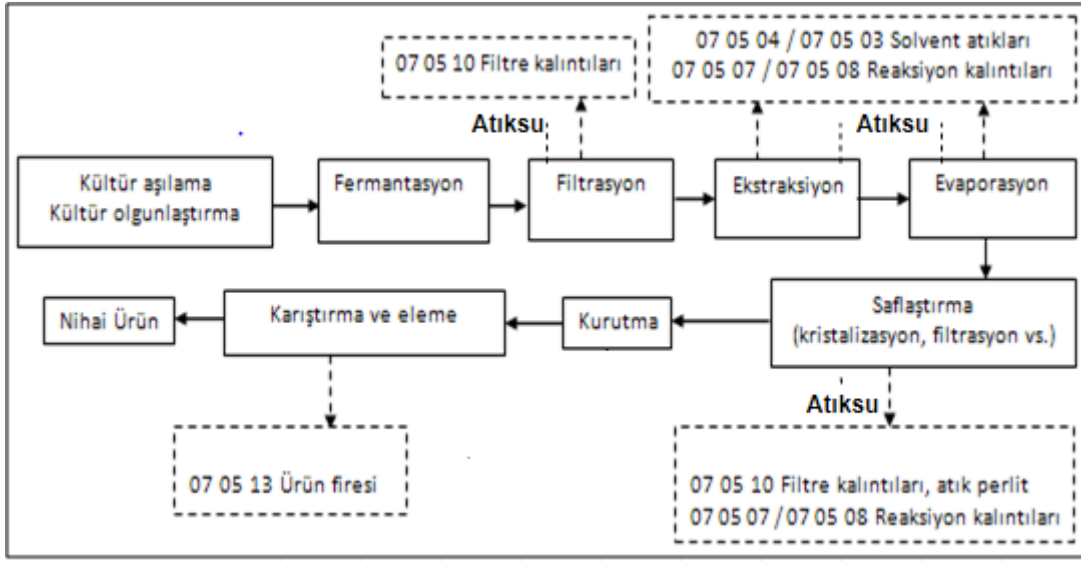 07 05 10 Filtre kalıntıları
07 05 04 / 07 05 03 Solvent atıkları
07 05 07 / 07 05 08 Reaksiyon kalıntıları
Atıksu
Atıksu
Kültür aşılama
Kültür olgunlaştırma
Fermantasyon
Filtrasyon
Ekstraksiyon
Evaporasyon
Nihai Ürün
Karıştırma ve eleme
Kurutma
Saflaştırma
(kristalizasyon, filtrasyon vs.)
Atıksu
07 05 13 Ürün firesi
07 05 10 Filtre kalıntıları, atık perlit
07 05 07 / 07 05 08 Reaksiyon kalıntıları